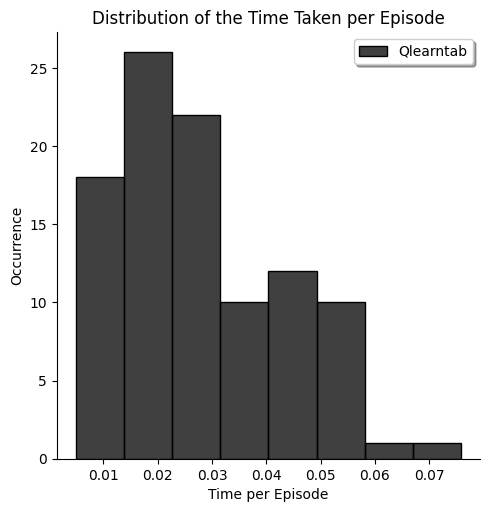 Distribution of the Time Taken per Episode
Qlearntab
25
20
15
10
5
0
Occurrence
0.01 0.02 0.03 0.04 0.05 0.06 0.07
Time per Episode